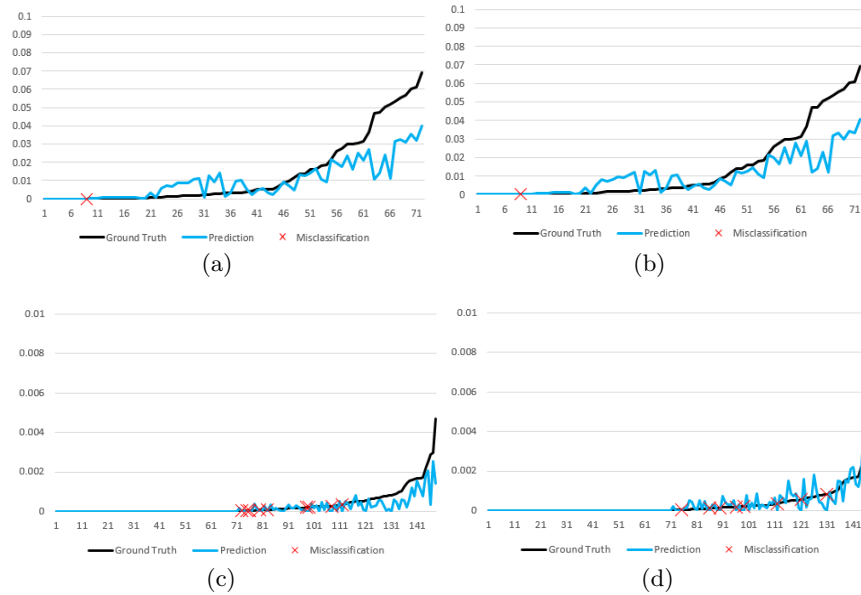 0.1
0.09
0.08
0.07
0.06
0.05
0.04
0.03
0.02
0.01
0
1 6 11 16 21 26 31 36 41 46 51 56 61 66 71
Ground Truth Prediction Misclassification
(a)
0.1
0.09
0.08
0.07
0.06
0.05
0.04
0.03
0.02
0.01
0
1 6 11 16 21 26 31 36 41 46 51 56 61 66 71
Ground Truth Prediction Misclassification
(b)
0.01
0.008
0.006
0.004
0.002
0
1 11 21 31 41 51 61 71 81 91 101 111 121 131 141
Ground Truth Prediction Misclassification
(c)
0.01
0.008
0.006
0.004
0.002
0
1 11 21 31 41 51 61 71 81 91 101 111 121 131 141
Ground Truth Prediction Misclassification
(d)